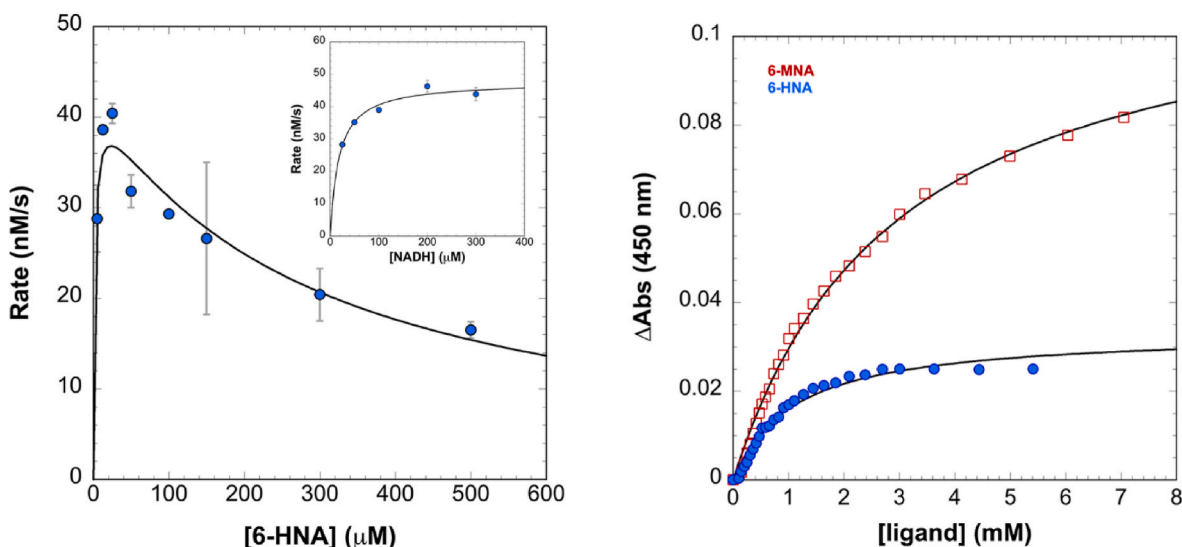 50
40
30
20
10
0
Rate (nM/s)
0 100 200 300 400 500 600
[6-HNA] (μM)
60
50
40
30
20
10
0
Rate (nM/s)
0 100 200 300 400
[NADH] (μM)
0.1
0.08
0.06
0.04
0.02
0
ΔAbs (450 nm)
6-MNA
6-HNA
0 1 2 3 4 5 6 7 8
[ligand] (mM)